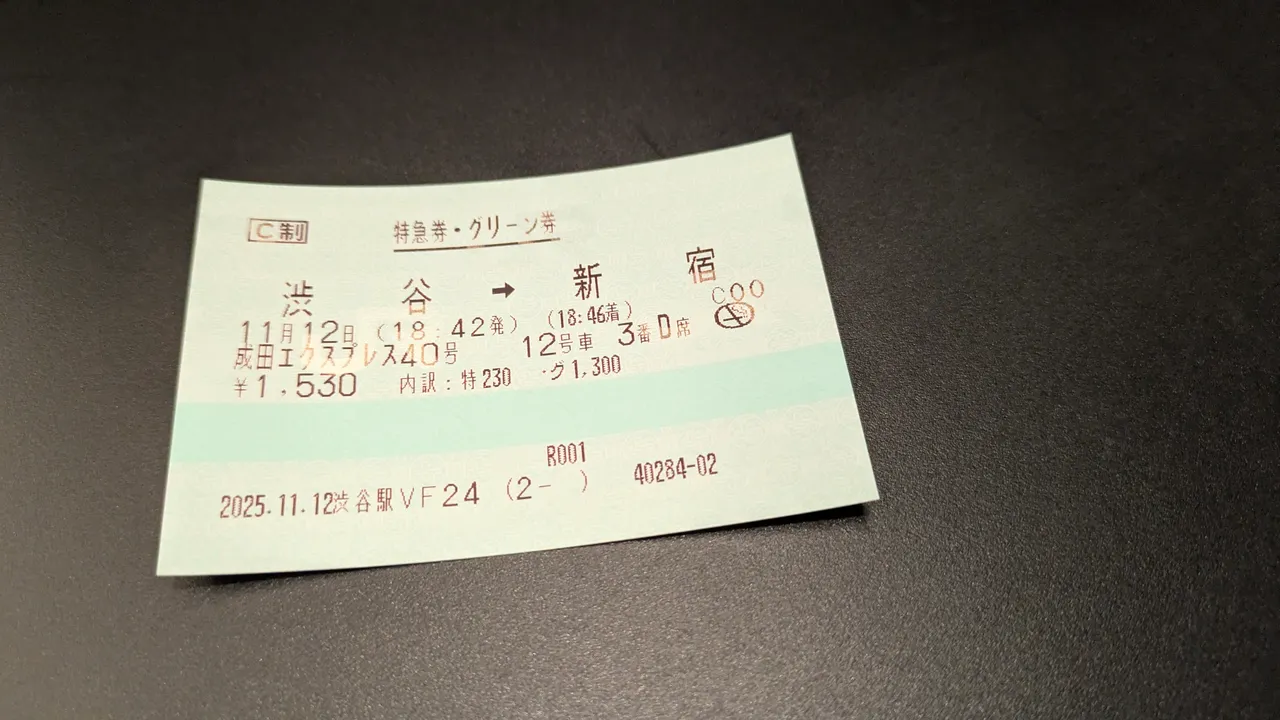 C制 特急券・グリーン券
渋谷 → 新宿
11月12日 (18:42発) (18:46着) C00
成田エクスプレス40号 12号車 3番D席
¥1,530 内訳:特230 ・グ1,300
R001
2025.11.12渋谷駅VF24 (2- ) 40284-02